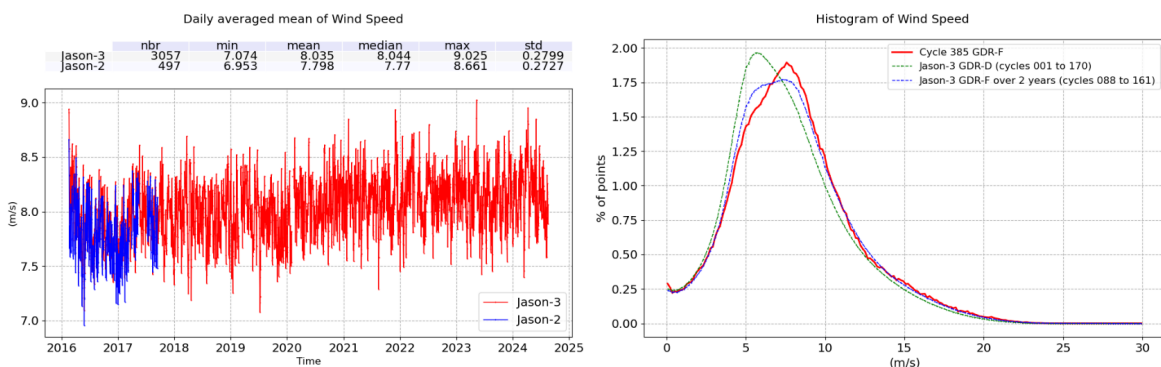 Daily averaged mean of Wind Speed
nbr min mean median max std
Jason-3 3057 7.074 8.035 8.044 9.025 0.2799
Jason-2 497 6.953 7.798 7.77 8.661 0.2727
9.0
8.5
8.0
7.5
7.0
(m/s)
Jason-3
Jason-2
2016 2017 2018 2019 2020 2021 2022 2023 2024 2025
Time
Histogram of Wind Speed
Cycle 385 GDR-F
Jason-3 GDR-D (cycles 001 to 170)
Jason-3 GDR-F over 2 years (cycles 088 to 161)
2.00
1.75
1.50
1.25
1.00
0.75
0.50
0.25
0.00
% of points
0 5 10 15 20 25 30
(m/s)